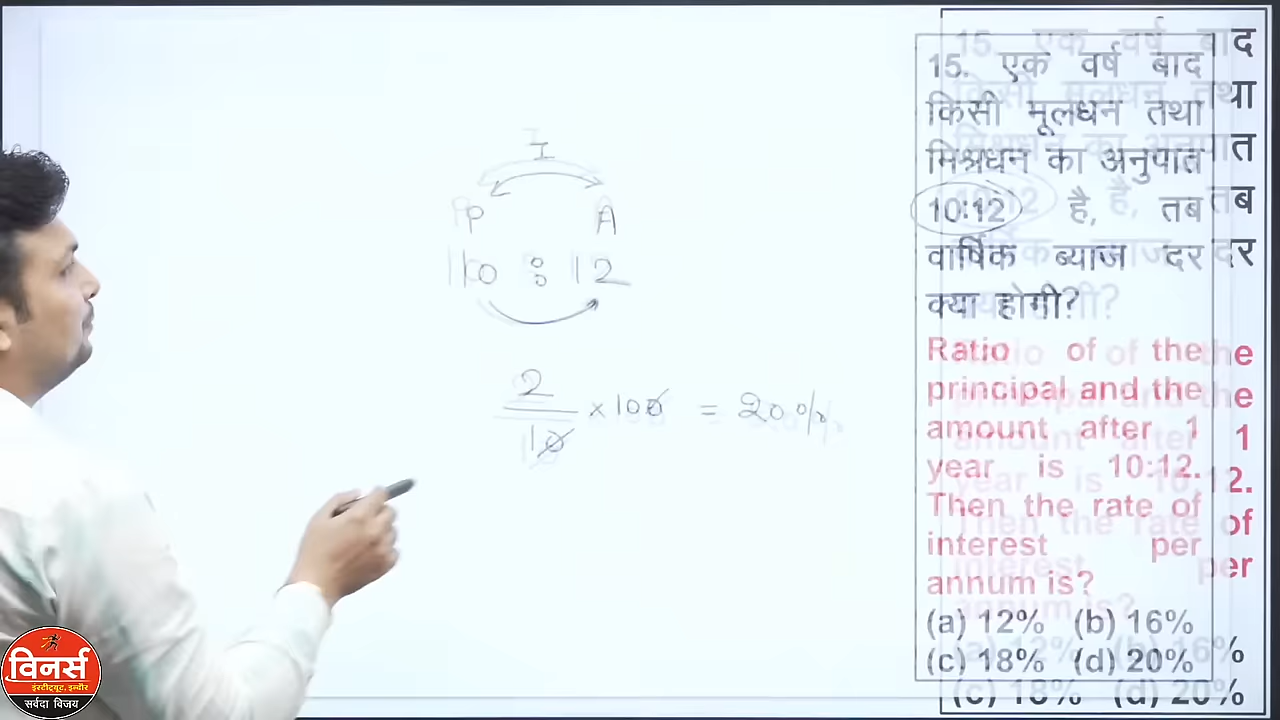 I
P A
10 : 12
2
10 × 100 = 20%
15. एक वर्ष बाद
किसी मूलधन तथा
मिश्रधन का अनुपात
10:12 है, तब
वार्षिक ब्याज दर
क्या होगी?
Ratio of the
principal and the
amount after 1
year is 10:12.
Then the rate of
interest per
annum is?
(a) 12% (b) 16%
(c) 18% (d) 20%
विनर्स
इंस्टीट्यूट, इन्दौर
सर्वदा विजय